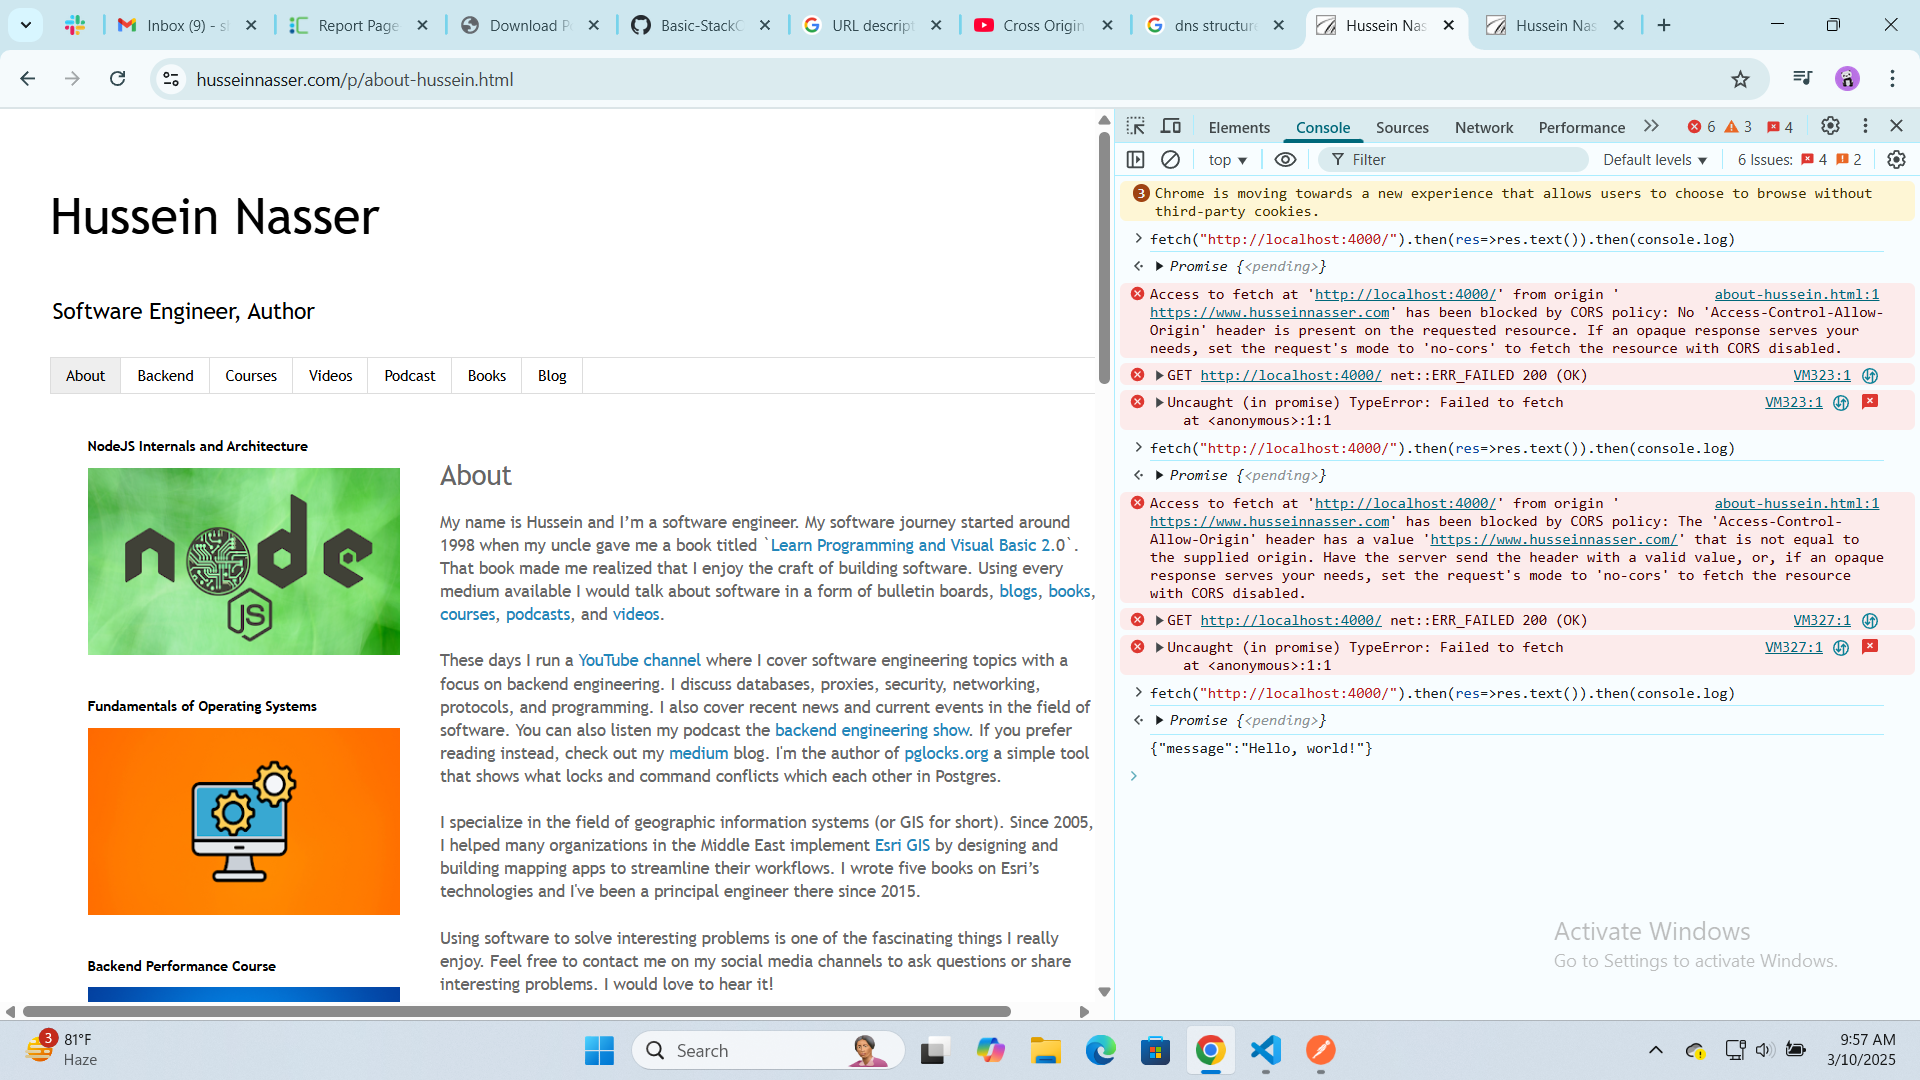 Inbox (9) - s
Report Page
Download P
Basic-StackO
URL descript
Cross Origin
dns structure
Hussein Nas
Hussein Nas
husseinnasser.com/p/about-hussein.html
Hussein Nasser
Software Engineer, Author
About
Backend
Courses
Videos
Podcast
Books
Blog
NodeJS Internals and Architecture
node
JS
Fundamentals of Operating Systems
Backend Performance Course
About
My name is Hussein and I’m a software engineer. My software journey started around
1998 when my uncle gave me a book titled `Learn Programming and Visual Basic 2.0`.
That book made me realized that I enjoy the craft of building software. Using every
medium available I would talk about software in a form of bulletin boards, blogs, books,
courses, podcasts, and videos.
These days I run a YouTube channel where I cover software engineering topics with a
focus on backend engineering. I discuss databases, proxies, security, networking,
protocols, and programming. I also cover recent news and current events in the field of
software. You can also listen my podcast the backend engineering show. If you prefer
reading instead, check out my medium blog. I'm the author of pglocks.org a simple tool
that shows what locks and command conflicts which each other in Postgres.
I specialize in the field of geographic information systems (or GIS for short). Since 2005,
I helped many organizations in the Middle East implement Esri GIS by designing and
building mapping apps to streamline their workflows. I wrote five books on Esri’s
technologies and I've been a principal engineer there since 2015.
Using software to solve interesting problems is one of the fascinating things I really
enjoy. Feel free to contact me on my social media channels to ask questions or share
interesting problems. I would love to hear it!
Elements
Console
Sources
Network
Performance
6
3
4
top
Filter
Default levels
6 Issues:
4
2
3
Chrome is moving towards a new experience that allows users to choose to browse without
third-party cookies.
fetch("http://localhost:4000/").then(res=>res.text()).then(console.log)
Promise {<pending>}
Access to fetch at 'http://localhost:4000/' from origin ' about-hussein.html:1
https://www.husseinnasser.com' has been blocked by CORS policy: No 'Access-Control-Allow-
Origin' header is present on the requested resource. If an opaque response serves your
needs, set the request's mode to 'no-cors' to fetch the resource with CORS disabled.
GET http://localhost:4000/ net::ERR_FAILED 200 (OK) VM323:1
Uncaught (in promise) TypeError: Failed to fetch VM323:1
at <anonymous>:1:1
fetch("http://localhost:4000/").then(res=>res.text()).then(console.log)
Promise {<pending>}
Access to fetch at 'http://localhost:4000/' from origin ' about-hussein.html:1
https://www.husseinnasser.com' has been blocked by CORS policy: The 'Access-Control-
Allow-Origin' header has a value 'https://www.husseinnasser.com/' that is not equal to
the supplied origin. Have the server send the header with a valid value, or, if an opaque
response serves your needs, set the request's mode to 'no-cors' to fetch the resource
with CORS disabled.
GET http://localhost:4000/ net::ERR_FAILED 200 (OK) VM327:1
Uncaught (in promise) TypeError: Failed to fetch VM327:1
at <anonymous>:1:1
fetch("http://localhost:4000/").then(res=>res.text()).then(console.log)
Promise {<pending>}
{"message":"Hello, world!"}
Activate Windows
Go to Settings to activate Windows.
3
81°F
Haze
Search
9:57 AM
3/10/2025